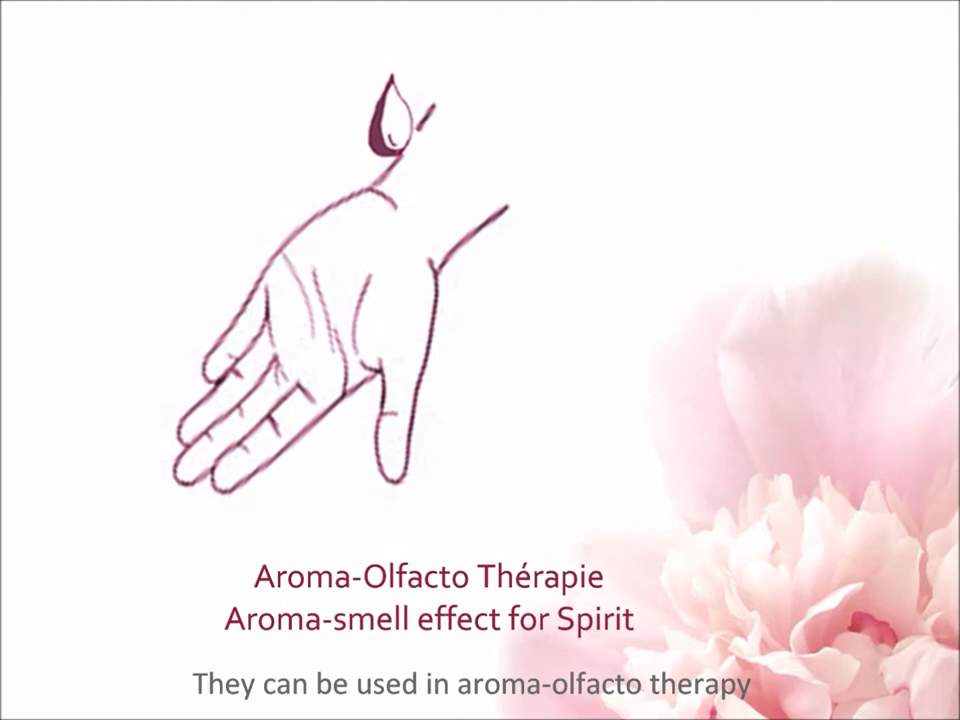 Aroma-Olfacto Thérapie
Aroma-smell effect for Spirit
They can be used in aroma-olfacto therapy